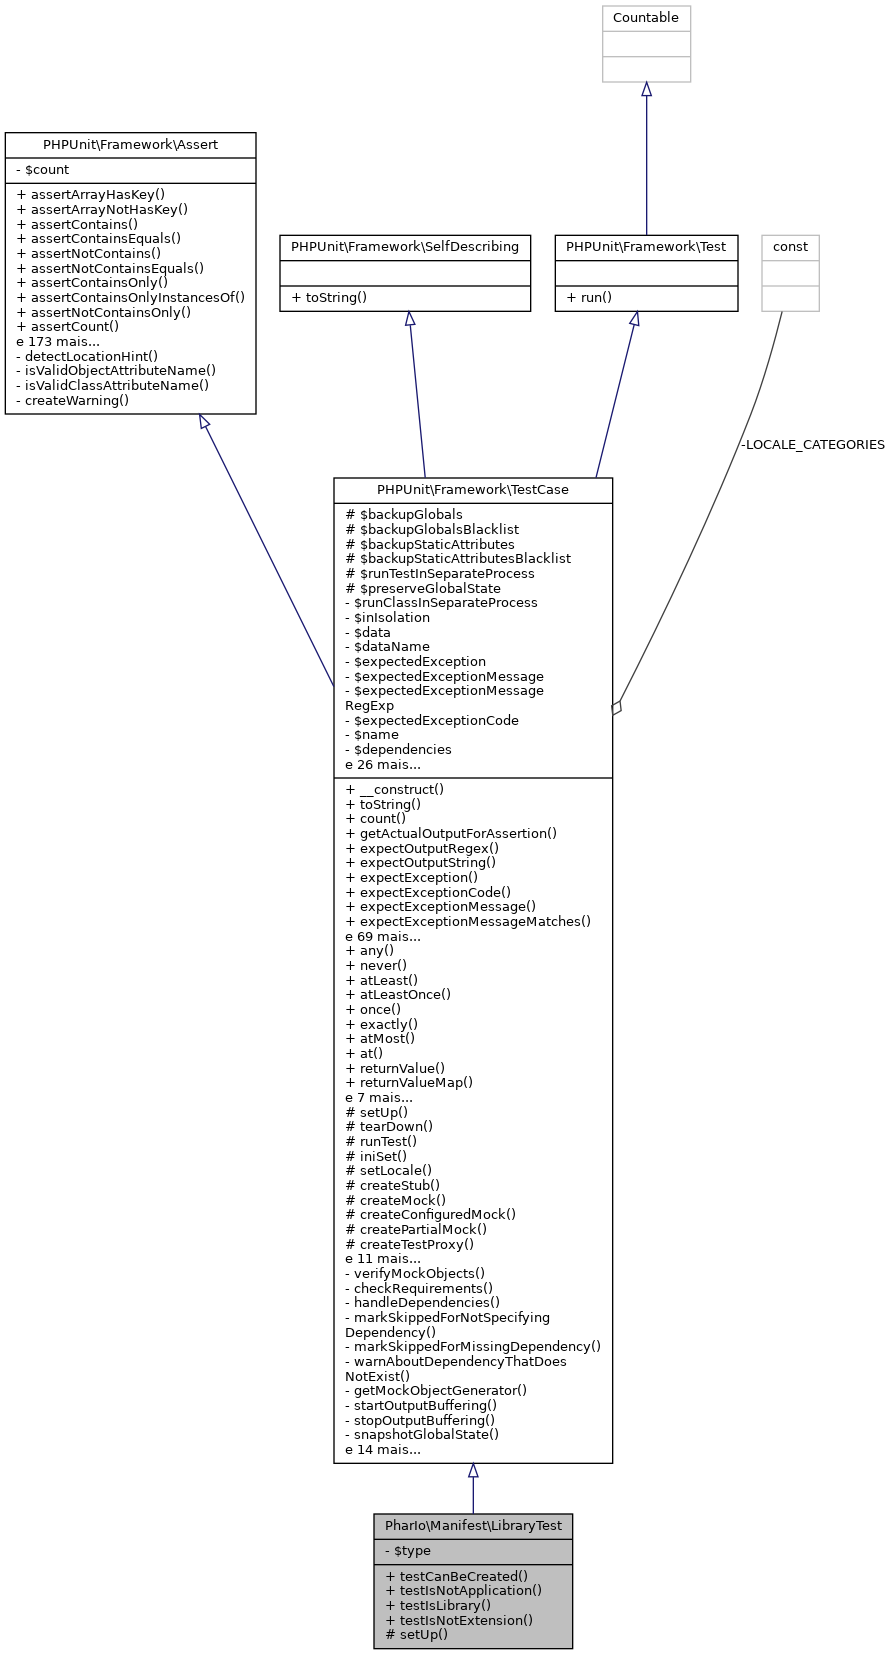 Countable
PHPUnit\Framework\Assert
- $count
+ assertArrayHasKey()
+ assertArrayNotHasKey()
+ assertContains()
+ assertContainsEquals()
+ assertNotContains()
+ assertNotContainsEquals()
+ assertContainsOnly()
+ assertContainsOnlyInstancesOf()
+ assertNotContainsOnly()
+ assertCount()
e 173 mais...
- detectLocationHint()
- isValidObjectAttributeName()
- isValidClassAttributeName()
- createWarning()
PHPUnit\Framework\SelfDescribing
+ toString()
PHPUnit\Framework\Test
+ run()
const
-LOCALE_CATEGORIES
PHPUnit\Framework\TestCase
# $backupGlobals
# $backupGlobalsBlacklist
# $backupStaticAttributes
# $backupStaticAttributesBlacklist
# $runTestInSeparateProcess
# $preserveGlobalState
- $runClassInSeparateProcess
- $inIsolation
- $data
- $dataName
- $expectedException
- $expectedExceptionMessage
- $expectedExceptionMessage
RegExp
- $expectedExceptionCode
- $name
- $dependencies
e 26 mais...
+ __construct()
+ toString()
+ count()
+ getActualOutputForAssertion()
+ expectOutputRegex()
+ expectOutputString()
+ expectException()
+ expectExceptionCode()
+ expectExceptionMessage()
+ expectExceptionMessageMatches()
e 69 mais...
+ any()
+ never()
+ atLeast()
+ atLeastOnce()
+ once()
+ exactly()
+ atMost()
+ at()
+ returnValue()
+ returnValueMap()
e 7 mais...
# setUp()
# tearDown()
# runTest()
# iniSet()
# setLocale()
# createStub()
# createMock()
# createConfiguredMock()
# createPartialMock()
# createTestProxy()
e 11 mais...
- verifyMockObjects()
- checkRequirements()
- handleDependencies()
- markSkippedForNotSpecifying
Dependency()
- markSkippedForMissingDependency()
- warnAboutDependencyThatDoes
NotExist()
- getMockObjectGenerator()
- startOutputBuffering()
- stopOutputBuffering()
- snapshotGlobalState()
e 14 mais...
PharIo\Manifest\LibraryTest
- $type
+ testCanBeCreated()
+ testIsNotApplication()
+ testIsLibrary()
+ testIsNotExtension()
# setUp()